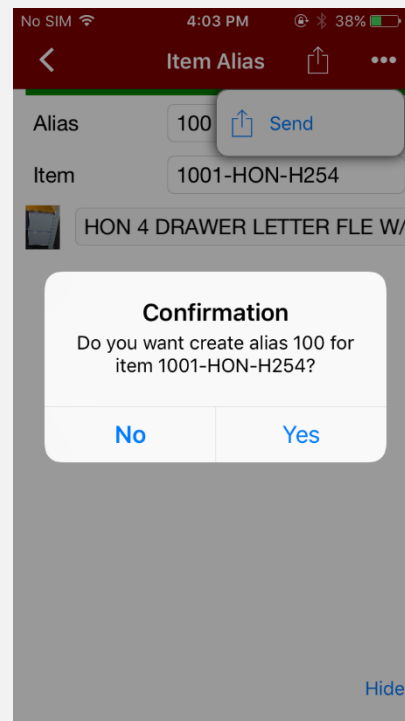 No SIM 4:03 PM 38%
Item Alias
Alias 100
Send
Item 1001-HON-H254
HON 4 DRAWER LETTER FLE W/
Confirmation
Do you want create alias 100 for
item 1001-HON-H254?
No Yes
Hide